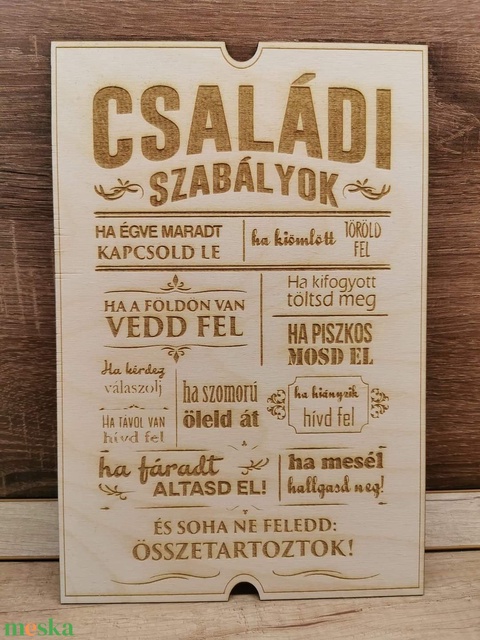 CSALÁDI
SZABÁLYOK
HA ÉGVE MARADT
KAPCSOLD LE
ha kiömlött
TÖRÖLD
FEL
HA A FÖLDÖN VAN
VEDD FEL
Ha kifogyott
töltsd meg
HA PISZKOS
MOSD EL
Ha kérdez
válaszolj
HA TÁVOL VAN
hívd fel
ha szomorú
öleld át
ha hiányzik
hívd fel
ha fáradt
ALTASD EL!
ha mesél
hallgasd meg!
ÉS SOHA NE FELEDD:
ÖSSZETARTOZTOK!
meska